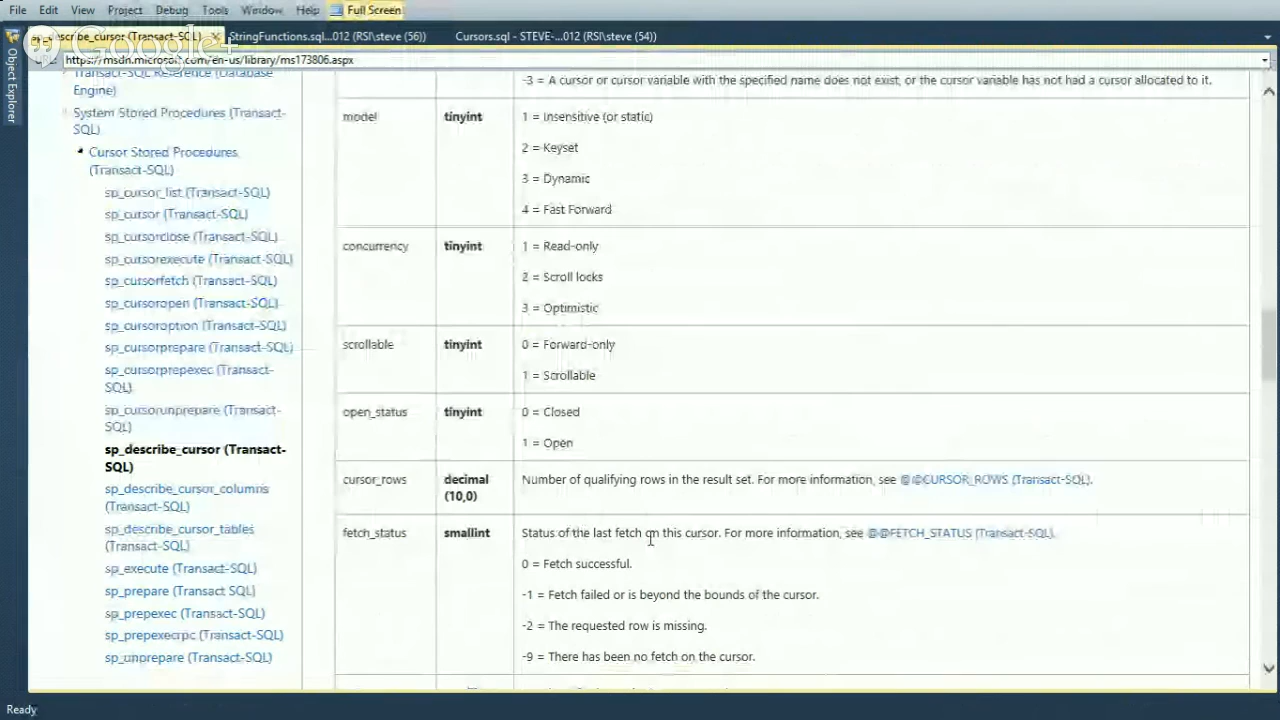 File Edit View Project Debug Tools Window Help Full Screen
sp_describe_cursor (Transact-SQL) StringFunctions.sql...012 (RSI\steve (56)) Cursors.sql - STEVE-...012 (RSI\steve (54))
Google+
https://msdn.microsoft.com/en-us/library/ms173806.aspx
Object Explorer
Transact-SQL Reference (Database
Engine)
System Stored Procedures (Transact-
SQL)
Cursor Stored Procedures
(Transact-SQL)
sp_cursor_list (Transact-SQL)
sp_cursor (Transact-SQL)
sp_cursorclose (Transact-SQL)
sp_cursorexecute (Transact-SQL)
sp_cursorfetch (Transact-SQL)
sp_cursoropen (Transact-SQL)
sp_cursoroption (Transact-SQL)
sp_cursorprepare (Transact-SQL)
sp_cursorprepexec (Transact-
SQL)
sp_cursorunprepare (Transact-
SQL)
sp_describe_cursor (Transact-
SQL)
sp_describe_cursor_columns
(Transact-SQL)
sp_describe_cursor_tables
(Transact-SQL)
sp_execute (Transact-SQL)
sp_prepare (Transact SQL)
sp_prepexec (Transact-SQL)
sp_prepexecrpc (Transact-SQL)
sp_unprepare (Transact-SQL)
-3 = A cursor or cursor variable with the specified name does not exist, or the cursor variable has not had a cursor allocated to it.
model tinyint 1 = Insensitive (or static)
2 = Keyset
3 = Dynamic
4 = Fast Forward
concurrency tinyint 1 = Read-only
2 = Scroll locks
3 = Optimistic
scrollable tinyint 0 = Forward-only
1 = Scrollable
open_status tinyint 0 = Closed
1 = Open
cursor_rows decimal Number of qualifying rows in the result set. For more information, see @@CURSOR_ROWS (Transact-SQL).
(10,0)
fetch_status smallint Status of the last fetch on this cursor. For more information, see @@FETCH_STATUS (Transact-SQL).
0 = Fetch successful.
-1 = Fetch failed or is beyond the bounds of the cursor.
-2 = The requested row is missing.
-9 = There has been no fetch on the cursor.
Ready